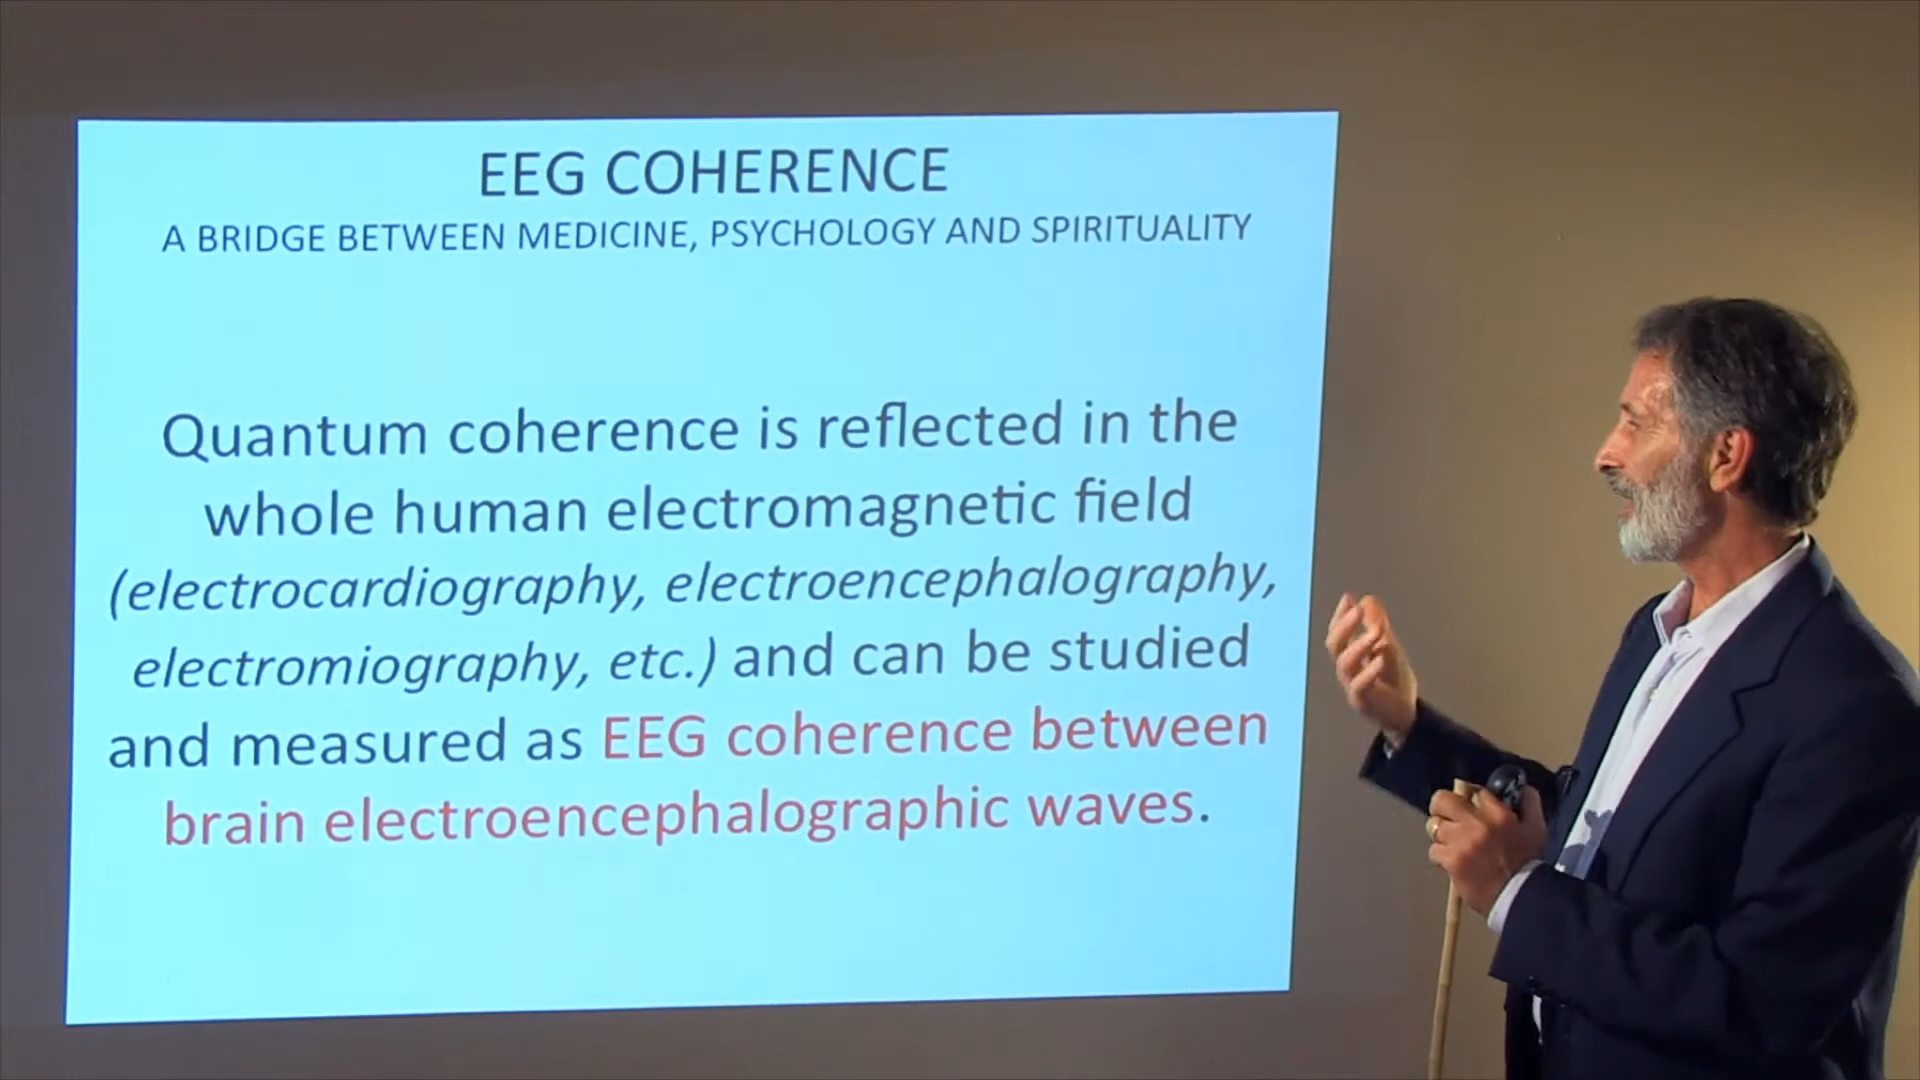 EEG COHERENCE
A BRIDGE BETWEEN MEDICINE, PSYCHOLOGY AND SPIRITUALITY
Quantum coherence is reflected in the
whole human electromagnetic field
(electrocardiography, electroencephalography,
electromiography, etc.) and can be studied
and measured as EEG coherence between
brain electroencephalographic waves.